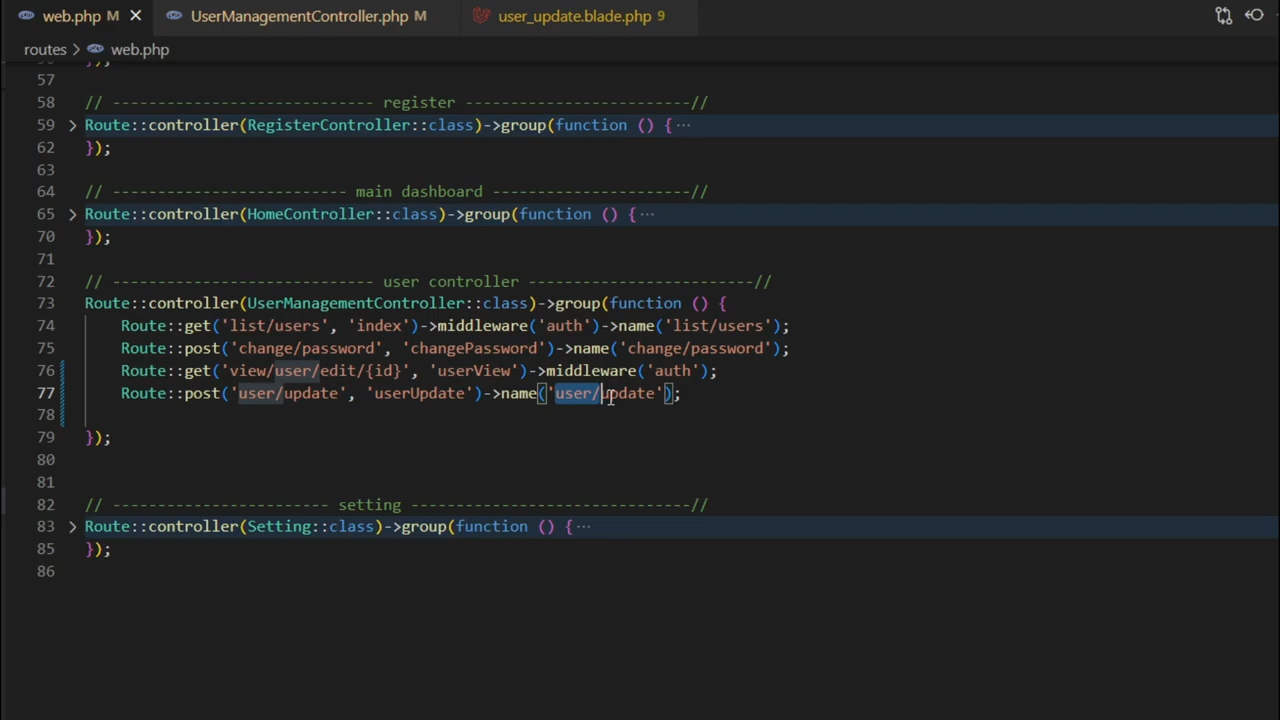 web.php M UserManagementController.php M user_update.blade.php 9
routes > web.php
57
58 // ----------------------------- register -------------------------//
59 Route::controller(RegisterController::class)->group(function () { ...
62 });
63
64 // -------------------------- main dashboard ----------------------//
65 Route::controller(HomeController::class)->group(function () { ...
70 });
71
72 // ----------------------------- user controller -------------------------//
73 Route::controller(UserManagementController::class)->group(function () {
74 Route::get('list/users', 'index')->middleware('auth')->name('list/users');
75 Route::post('change/password', 'changePassword')->name('change/password');
76 Route::get('view/user/edit/{id}', 'userView')->middleware('auth');
77 Route::post('user/update', 'userUpdate')->name('user/update');
78
79 });
80
81
82 // ------------------------ setting -------------------------------//
83 Route::controller(Setting::class)->group(function () { ...
85 });
86